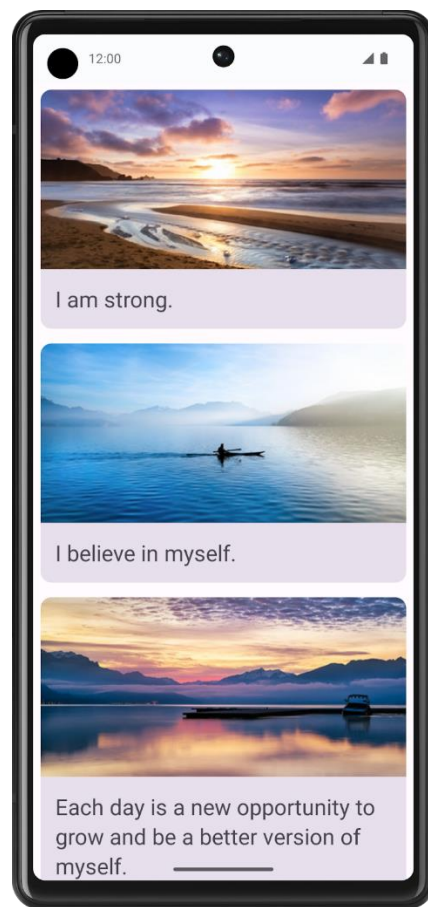 12:00
I am strong.
I believe in myself.
Each day is a new opportunity to
grow and be a better version of
myself.